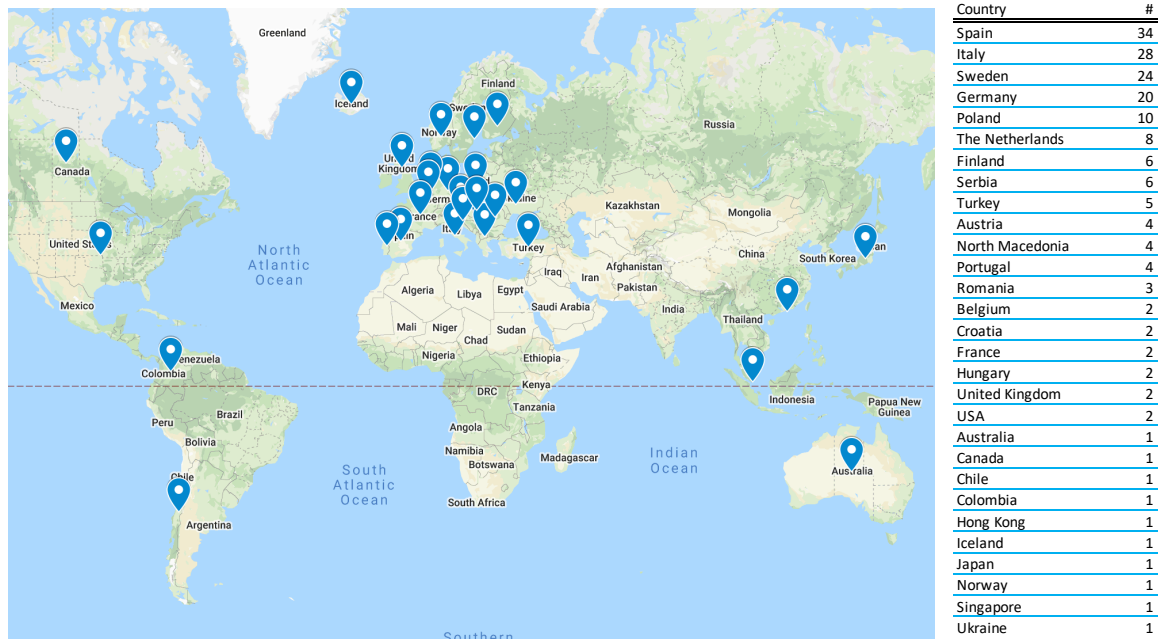 Greenland
Iceland
Finland
Swe
Norway
Russia
Canada
United
Kingdom
Germ
raine
France
Kazakhstan
Mongolia
United States
Spain
Italy
Turkey
China
South Korea
Japan
North
Atlantic
Ocean
Iraq
Iran
Afghanistan
Pakistan
Algeria
Libya
Egypt
Saudi Arabia
India
Mexico
Mali
Niger
Chad
Sudan
Thailand
Nigeria
Ethiopia
Venezuela
Colombia
DRC
Kenya
Indonesia
Papua New
Guinea
Tanzania
Peru
Brazil
Angola
Bolivia
Namibia
Botswana
Madagascar
Indian
Ocean
Chile
South
Atlantic
Ocean
Australia
South Africa
Argentina
Southern
Country #
Spain 34
Italy 28
Sweden 24
Germany 20
Poland 10
The Netherlands 8
Finland 6
Serbia 6
Turkey 5
Austria 4
North Macedonia 4
Portugal 4
Romania 3
Belgium 2
Croatia 2
France 2
Hungary 2
United Kingdom 2
USA 2
Australia 1
Canada 1
Chile 1
Colombia 1
Hong Kong 1
Iceland 1
Japan 1
Norway 1
Singapore 1
Ukraine 1